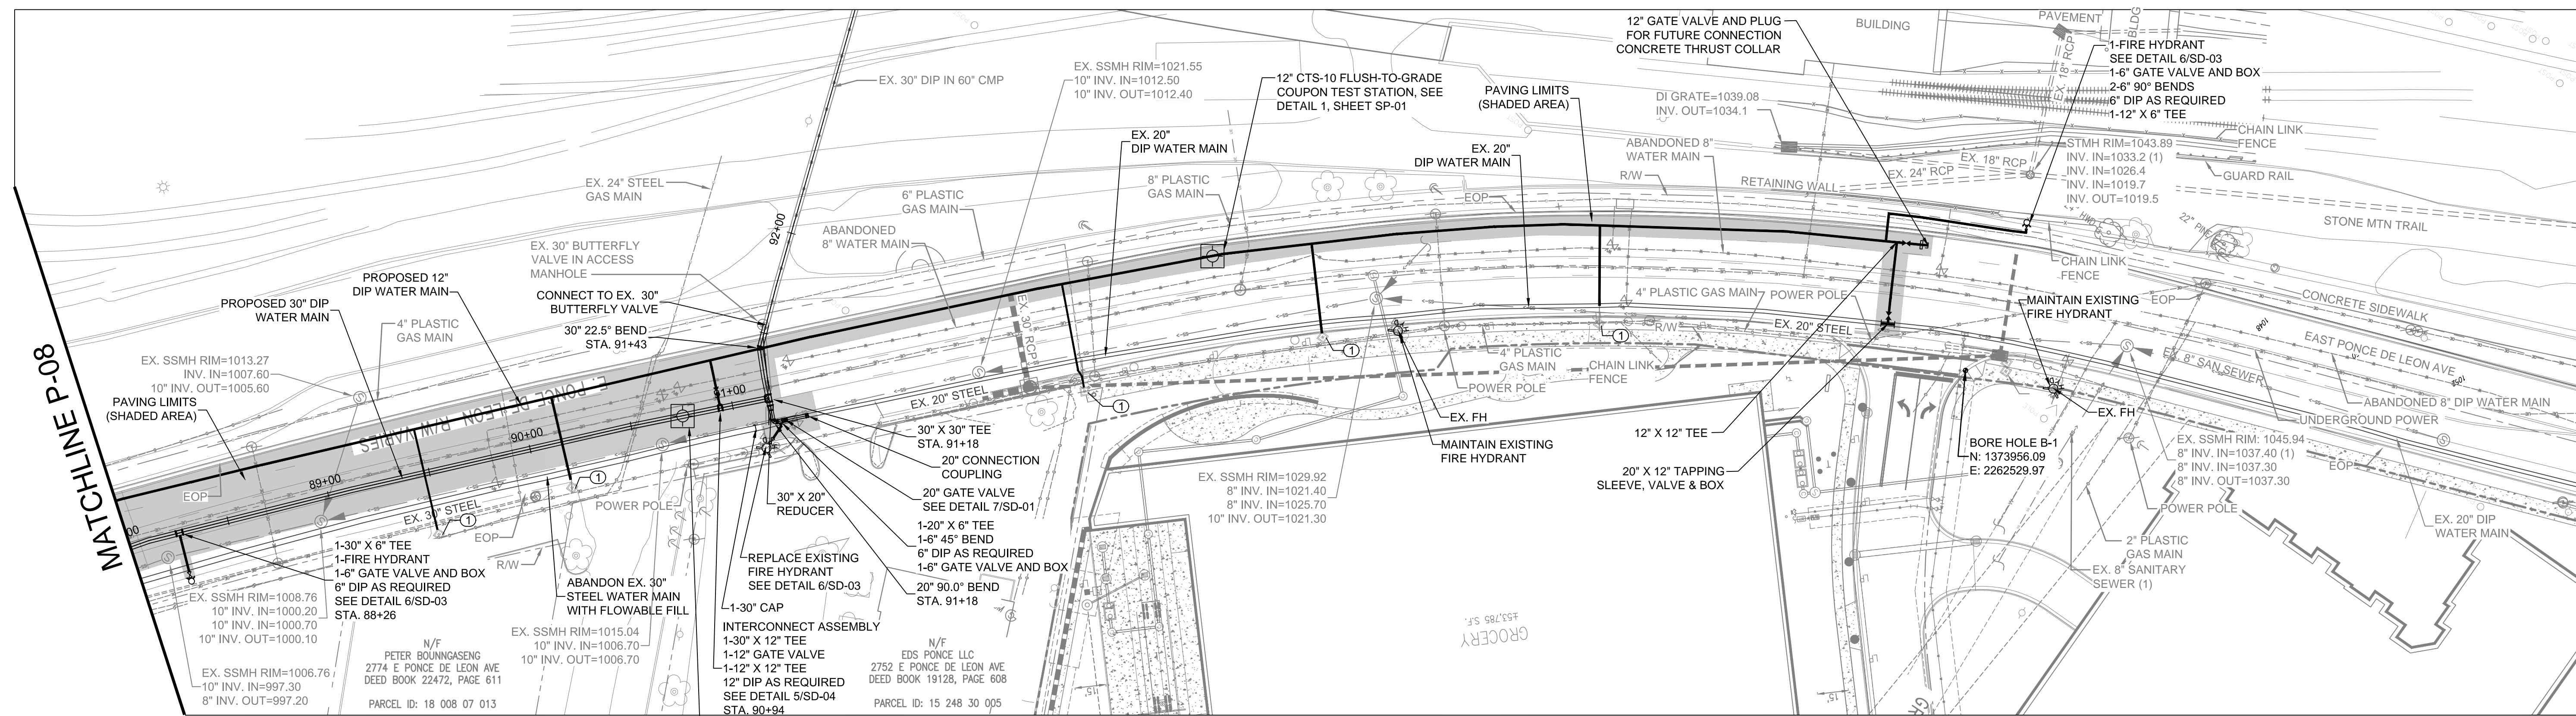 MATCHLINE P-08
EX. 30" DIP IN 60" CMP
EX. SSMH RIM=1021.55
10" INV. IN=1012.50
10" INV. OUT=1012.40
12" CTS-10 FLUSH-TO-GRADE
COUPON TEST STATION, SEE
DETAIL 1, SHEET SP-01
PAVING LIMITS
(SHADED AREA)
12" GATE VALVE AND PLUG
FOR FUTURE CONNECTION
CONCRETE THRUST COLLAR
BUILDING
PAVEMENT
BLDG
EX. 18" RCP
1-FIRE HYDRANT
SEE DETAIL 6/SD-03
1-6" GATE VALVE AND BOX
2-6" 90° BENDS
6" DIP AS REQUIRED
1-12" X 6" TEE
DI GRATE=1039.08
INV. OUT=1034.1
CHAIN LINK
FENCE
STMH RIM=1043.89
INV. IN=1033.2 (1)
INV. IN=1026.4
INV. IN=1019.7
INV. OUT=1019.5
GUARD RAIL
EX. 18" RCP
EX. 24" RCP
RETAINING WALL
R/W
EOP
ABANDONED 8"
WATER MAIN
EX. 20"
DIP WATER MAIN
EX. 20"
DIP WATER MAIN
8" PLASTIC
GAS MAIN
6" PLASTIC
GAS MAIN
EX. 24" STEEL
GAS MAIN
92+00
ABANDONED
8" WATER MAIN
EX. 30" BUTTERFLY
VALVE IN ACCESS
MANHOLE
CONNECT TO EX. 30"
BUTTERFLY VALVE
30" 22.5° BEND
STA. 91+43
PROPOSED 12"
DIP WATER MAIN
PROPOSED 30" DIP
WATER MAIN
4" PLASTIC
GAS MAIN
EX. SSMH RIM=1013.27
INV. IN=1007.60
10" INV. OUT=1005.60
PAVING LIMITS
(SHADED AREA)
E. PONCE DE LEON R/W VARIES
EOP
00
89+00
90+00
91+00
EX. 30" STEEL
EX. 20" STEEL
EX. 30" RCP
EOP
R/W
1
1
1
1
1
POWER POLE
1-30" X 6" TEE
1-FIRE HYDRANT
1-6" GATE VALVE AND BOX
6" DIP AS REQUIRED
SEE DETAIL 6/SD-03
STA. 88+26
EX. SSMH RIM=1008.76
10" INV. IN=1000.20
10" INV. IN=1000.70
10" INV. OUT=1000.10
EX. SSMH RIM=1006.76
10" INV. IN=997.30
8" INV. OUT=997.20
N/F
PETER BOUNNGASENG
2774 E PONCE DE LEON AVE
DEED BOOK 22472, PAGE 611
PARCEL ID: 18 008 07 013
ABANDON EX. 30"
STEEL WATER MAIN
WITH FLOWABLE FILL
EX. SSMH RIM=1015.04
10" INV. IN=1006.70
10" INV. OUT=1006.70
1-30" CAP
INTERCONNECT ASSEMBLY
1-30" X 12" TEE
1-12" GATE VALVE
1-12" X 12" TEE
12" DIP AS REQUIRED
SEE DETAIL 5/SD-04
STA. 90+94
REPLACE EXISTING
FIRE HYDRANT
SEE DETAIL 6/SD-03
30" X 20"
REDUCER
30" X 30" TEE
STA. 91+18
20" CONNECTION
COUPLING
20" GATE VALVE
SEE DETAIL 7/SD-01
1-20" X 6" TEE
1-6" 45° BEND
6" DIP AS REQUIRED
1-6" GATE VALVE AND BOX
20" 90.0° BEND
STA. 91+18
N/F
EDS PONCE LLC
2752 E PONCE DE LEON AVE
DEED BOOK 19128, PAGE 608
PARCEL ID: 15 248 30 005
15'
EX. SSMH RIM=1029.92
8" INV. IN=1021.40
8" INV. IN=1025.70
10" INV. OUT=1021.30
EX. FH
MAINTAIN EXISTING
FIRE HYDRANT
POWER POLE
4" PLASTIC
GAS MAIN
CHAIN LINK
FENCE
R/W
4" PLASTIC GAS MAIN
POWER POLE
EX. 20" STEEL
GROCERY
±53,785 S.F.
12" X 12" TEE
20" X 12" TAPPING
SLEEVE, VALVE & BOX
15'
BORE HOLE B-1
N: 1373956.09
E: 2262529.97
MAINTAIN EXISTING
FIRE HYDRANT
EX. FH
CHAIN LINK
FENCE
HWD
22" PINE
STONE MTN TRAIL
EOP
CONCRETE SIDEWALK
1048
EAST PONCE DE LEON AVE
1052
EX. 8" SAN SEWER
ABANDONED 8" DIP WATER MAIN
UNDERGROUND POWER
EX. SSMH RIM: 1045.94
8" INV. IN=1037.40 (1)
8" INV. IN=1037.30
8" INV. OUT=1037.30
EOP
POWER POLE
2" PLASTIC
GAS MAIN
EX. 8" SANITARY
SEWER (1)
EX. 20" DIP
WATER MAIN